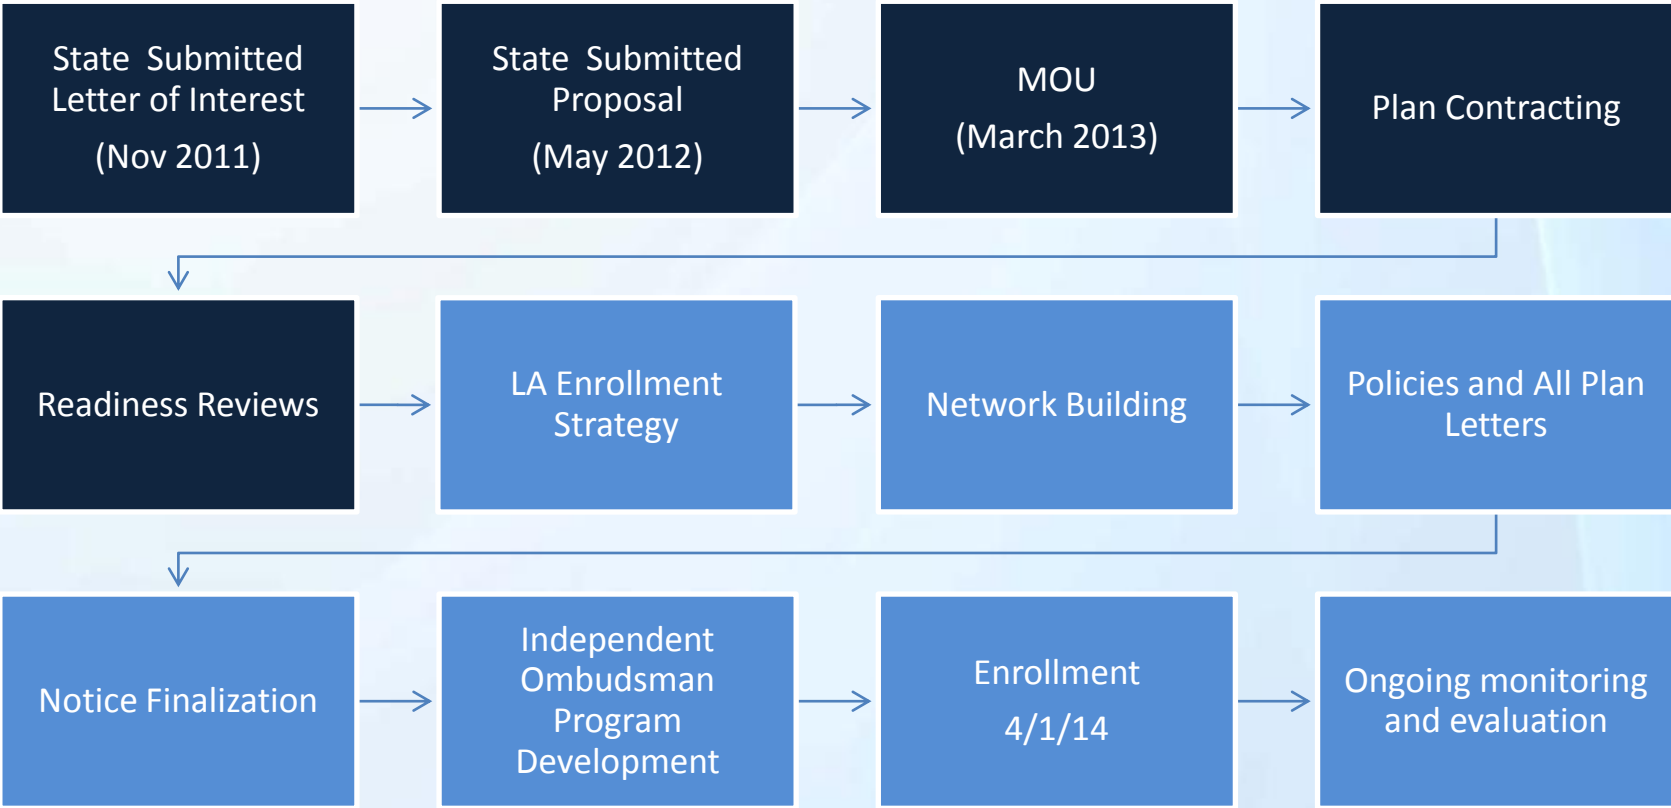 State Submitted
Letter of Interest
(Nov 2011)
State Submitted
Proposal
(May 2012)
MOU
(March 2013)
Plan Contracting
Readiness Reviews
LA Enrollment
Strategy
Network Building
Policies and All Plan
Letters
Notice Finalization
Independent
Ombudsman
Program
Development
Enrollment
4/1/14
Ongoing monitoring
and evaluation